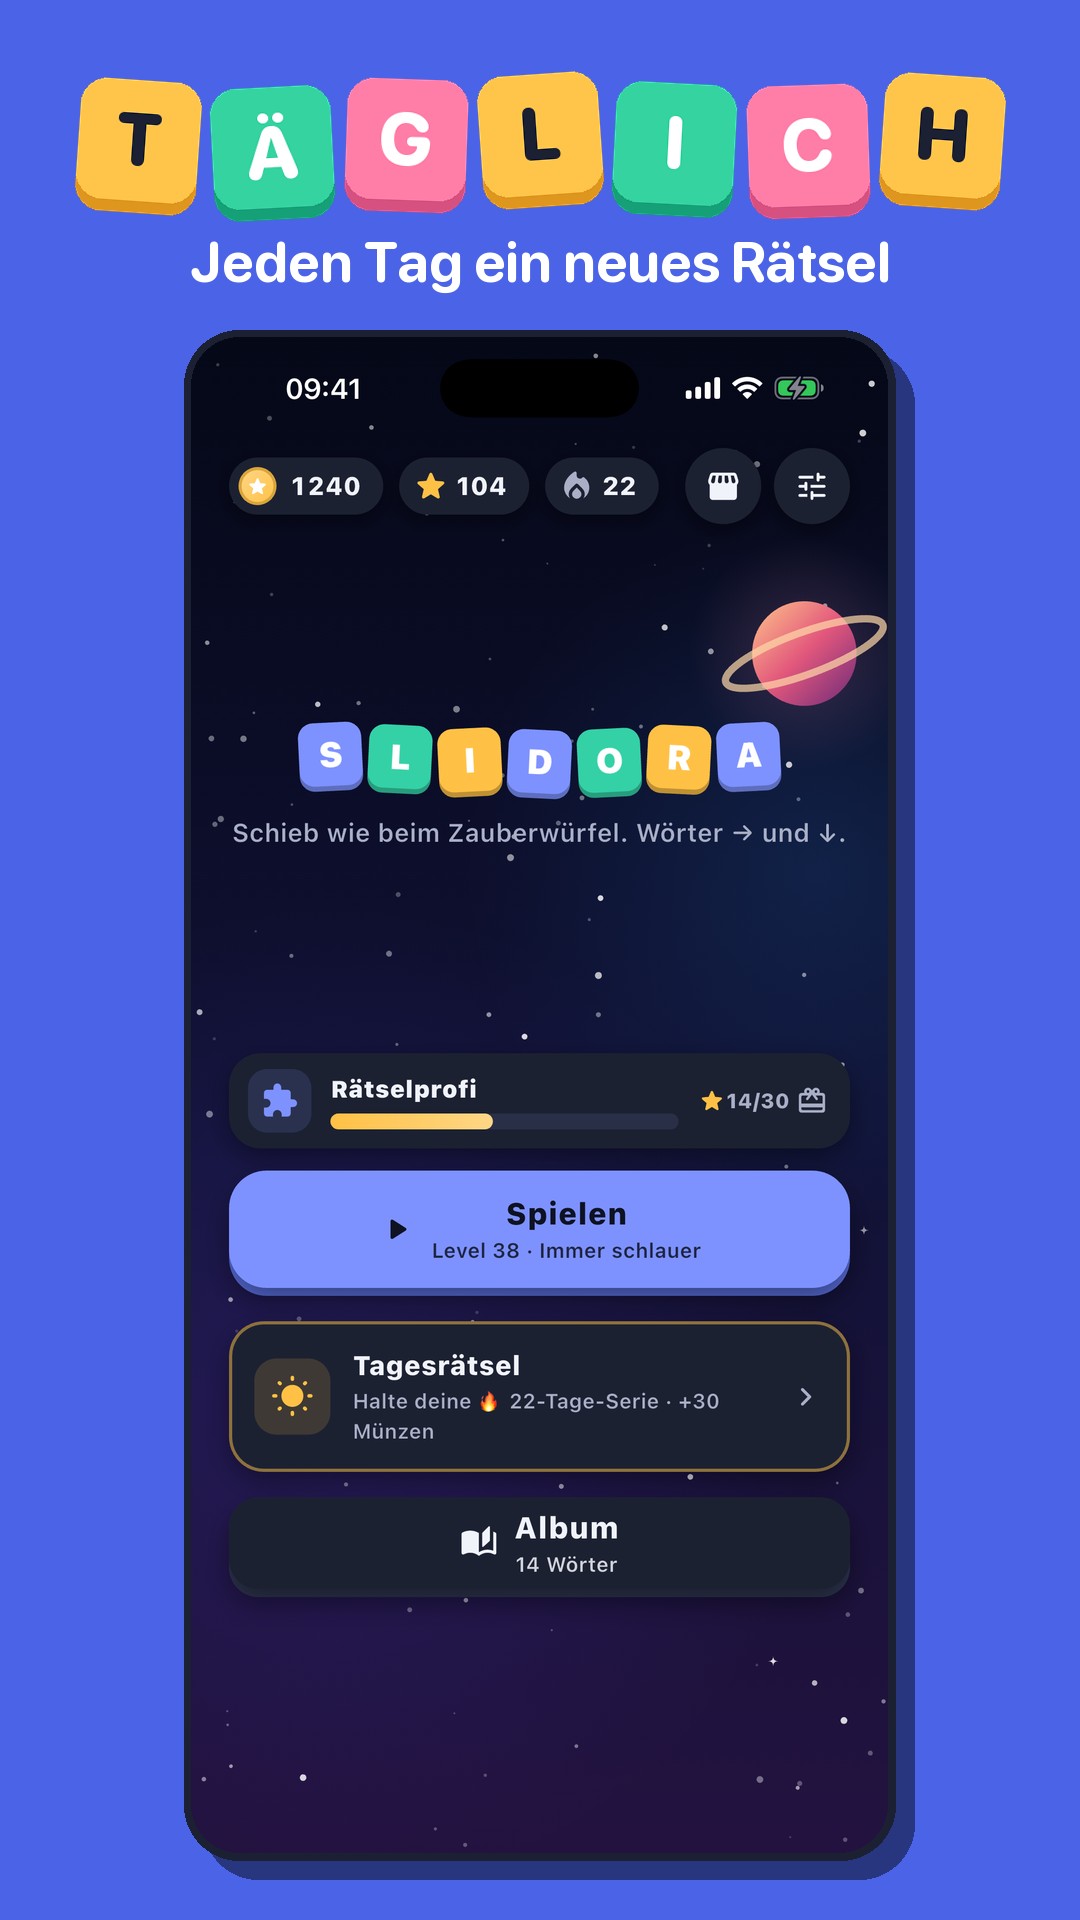 TÄGLICH
Jeden Tag ein neues Rätsel
09:41
1240 104 22
SLIDORA
Schieb wie beim Zauberwürfel. Wörter → und ↓.
Rätselprofi
14/30
Spielen
Level 38 · Immer schlauer
Tagesrätsel
Halte deine 🔥 22-Tage-Serie · +30
Münzen
Album
14 Wörter